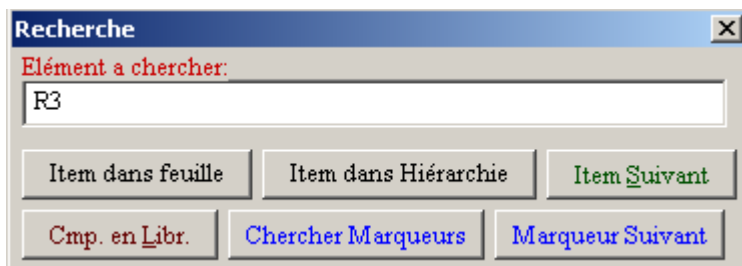 Recherche
Elément a chercher:
R3
Item dans feuille Item dans Hiérarchie Item Suivant
Cmp. en Libr. Chercher Marqueurs Marqueur Suivant